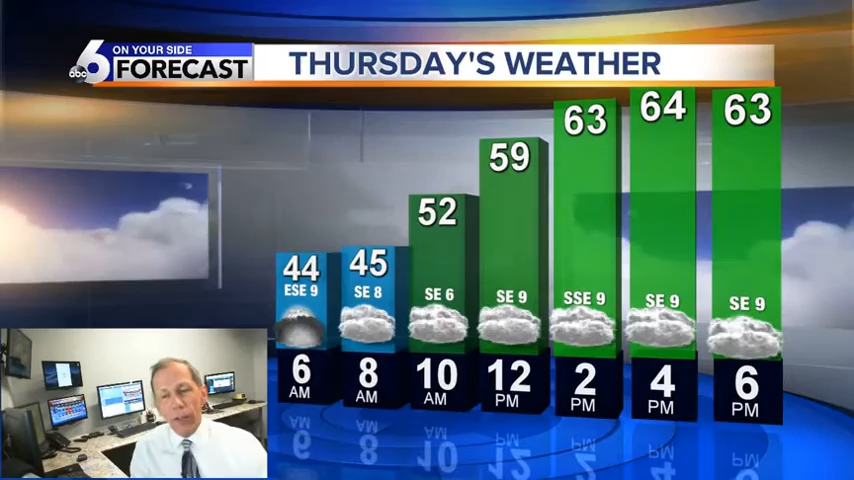 abc 6
ON YOUR SIDE
FORECAST
THURSDAY'S WEATHER
44 45 52 59 63 64 63
ESE 9 SE 8 SE 6 SE 9 SSE 9 SE 9 SE 9
6 8 10 12 2 4 6
AM AM AM PM PM PM PM